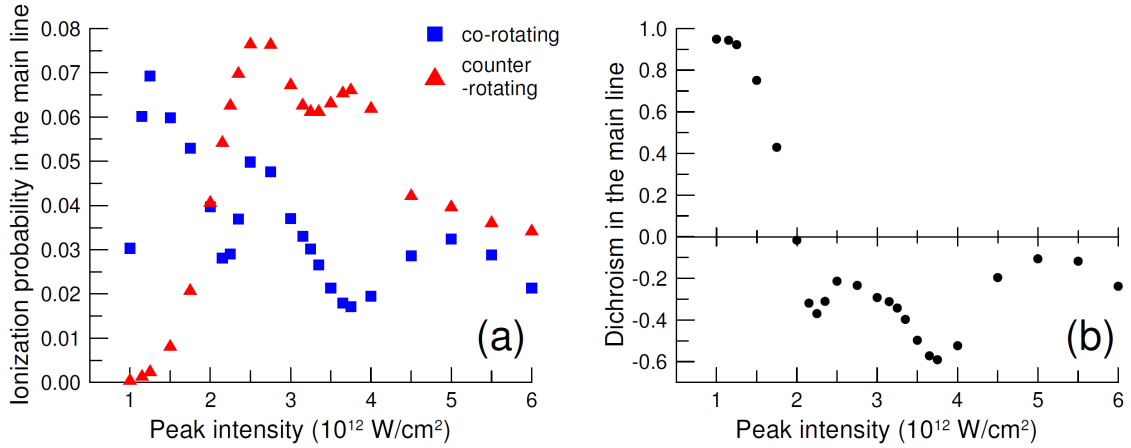 Ionization probability in the main line
0.08
0.07
0.06
0.05
0.04
0.03
0.02
0.01
0.00
co-rotating
counter
-rotating
(a)
1 2 3 4 5 6
Peak intensity (10¹² W/cm²)
Dichroism in the main line
1.0
0.8
0.6
0.4
0.2
0.0
-0.2
-0.4
-0.6
(b)
1 2 3 4 5 6
Peak intensity (10¹² W/cm²)